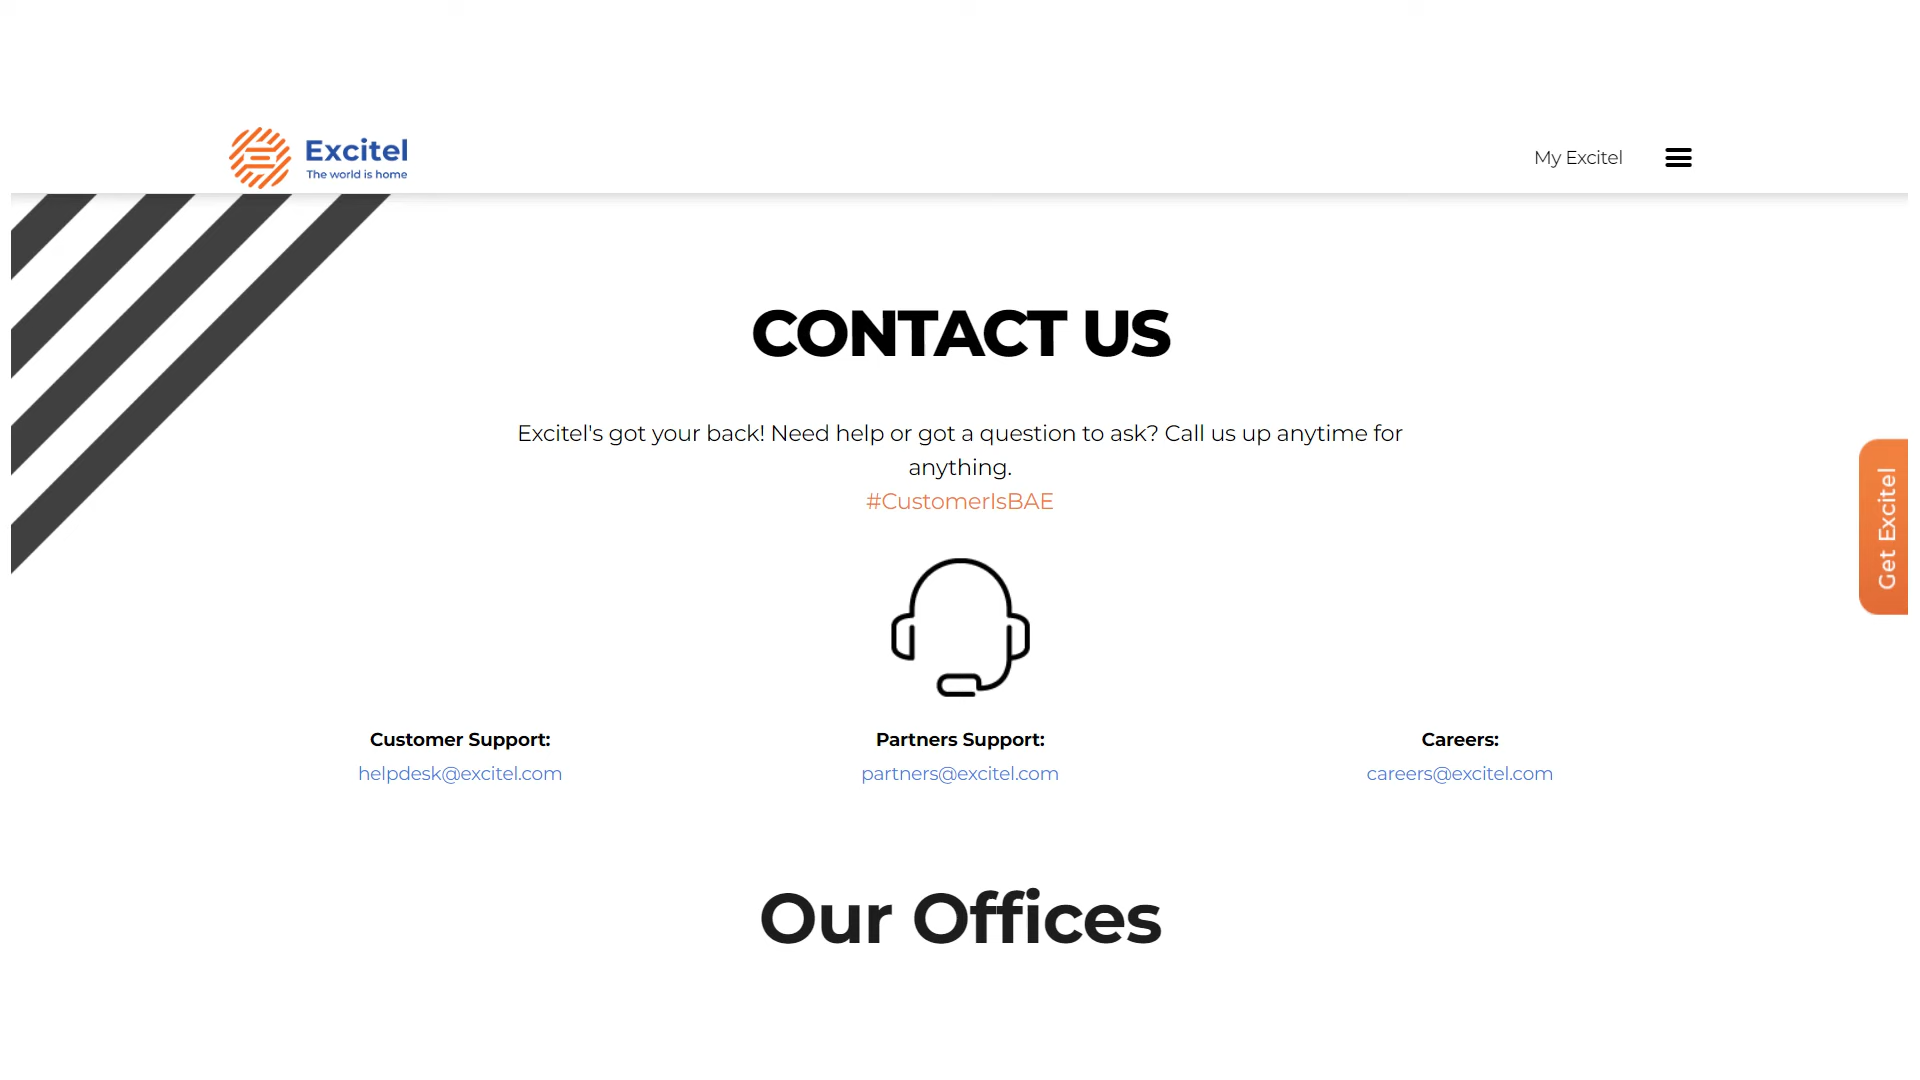 Excitel
The world is home
My Excitel
CONTACT US
Excitel's got your back! Need help or got a question to ask? Call us up anytime for
anything.
#CustomerIsBAE
Get Excitel
Customer Support:
helpdesk@excitel.com
Partners Support:
partners@excitel.com
Careers:
careers@excitel.com
Our Offices